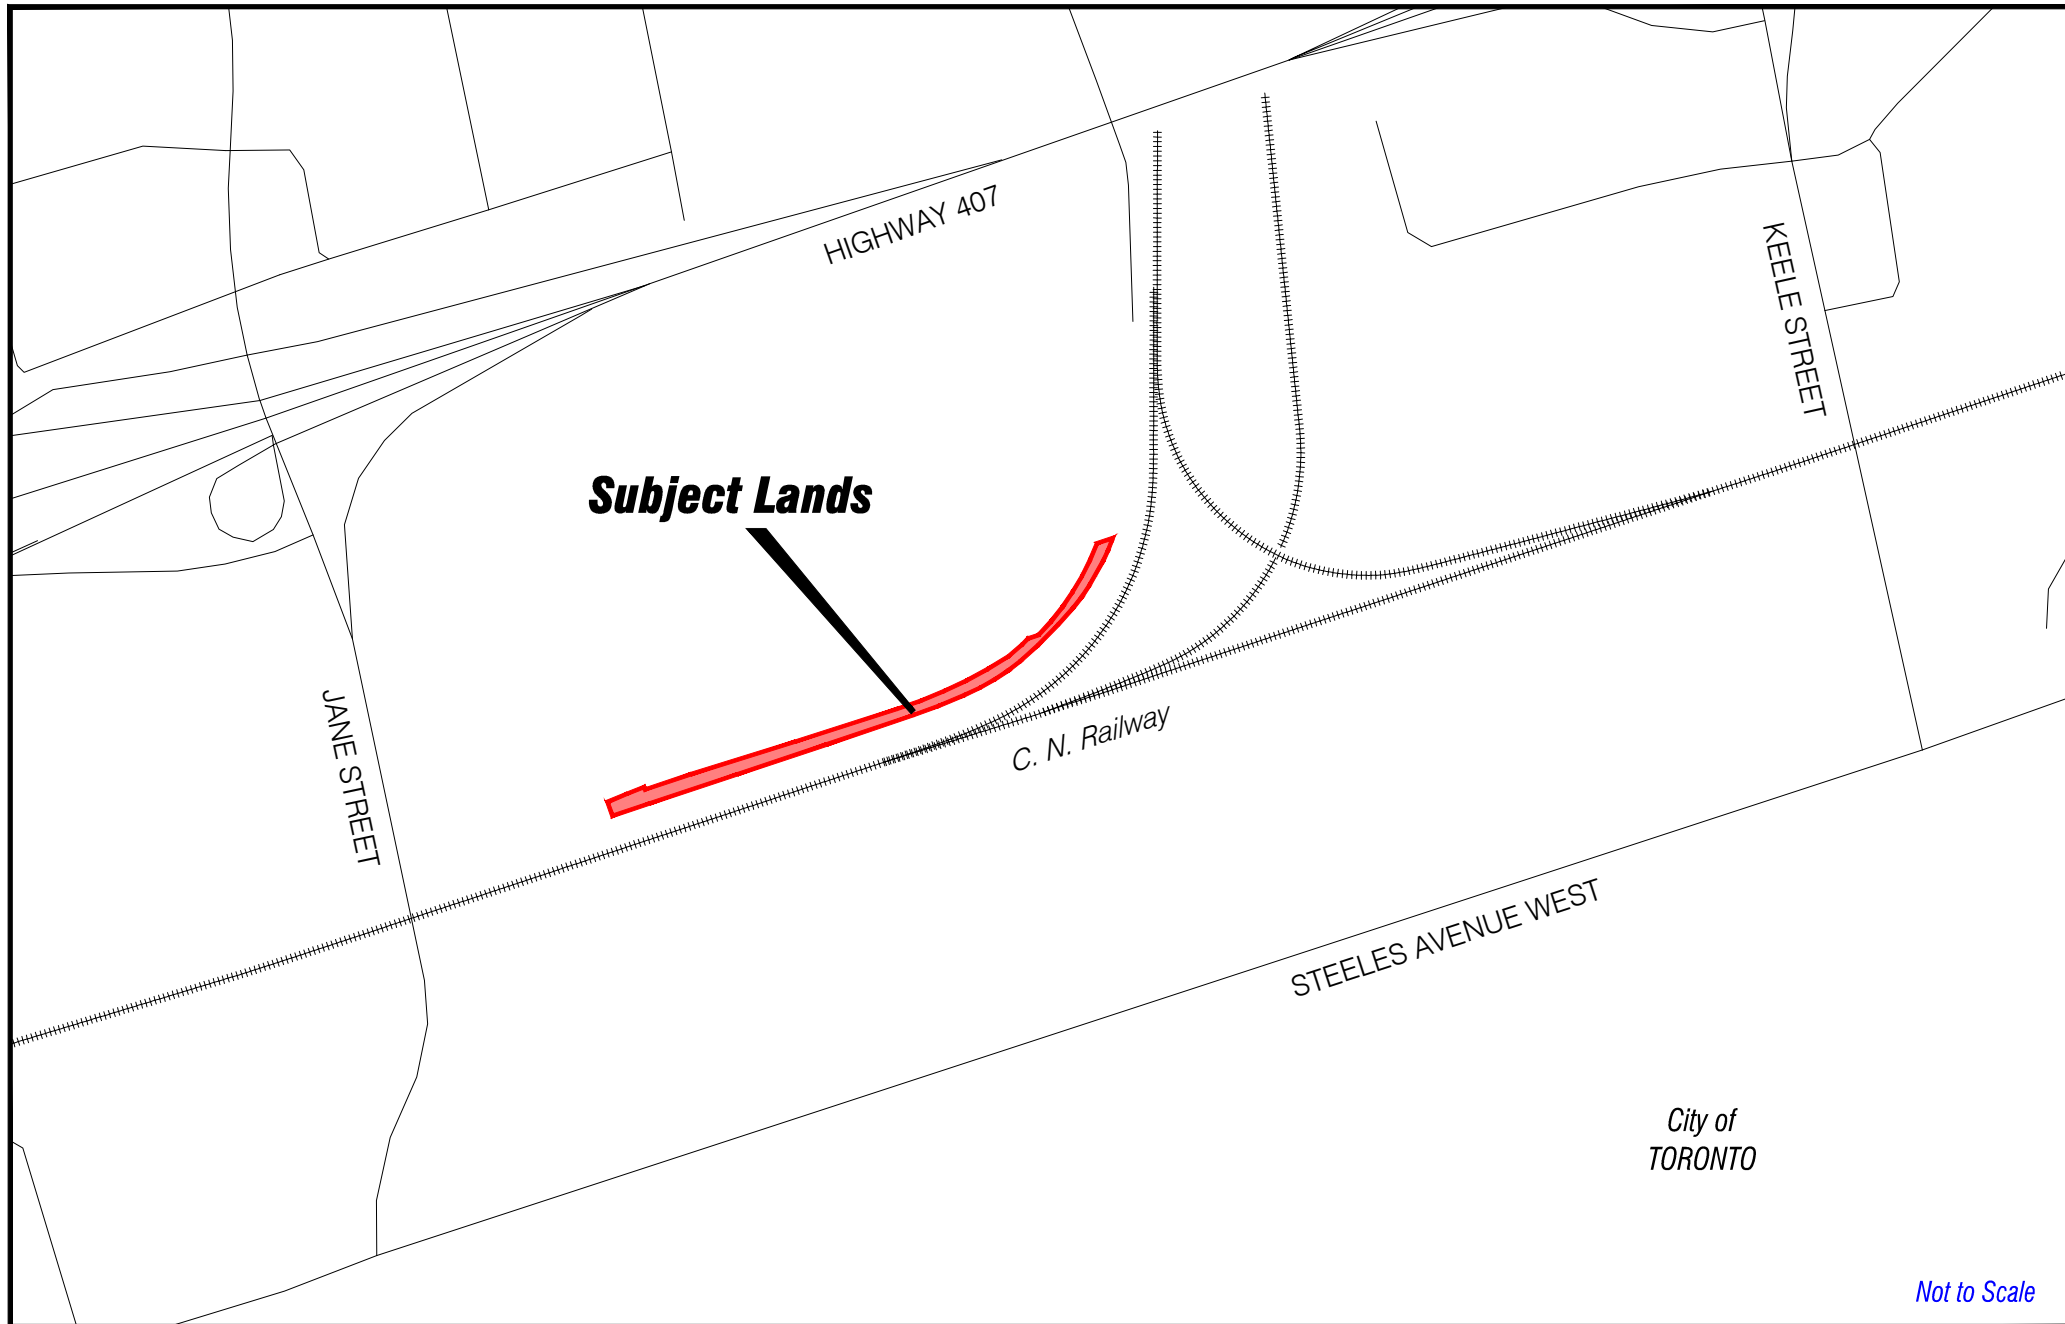 HIGHWAY 407
KEELE STREET
Subject Lands
JANE STREET
C. N. Railway
STEELES AVENUE WEST
City of
TORONTO
Not to Scale